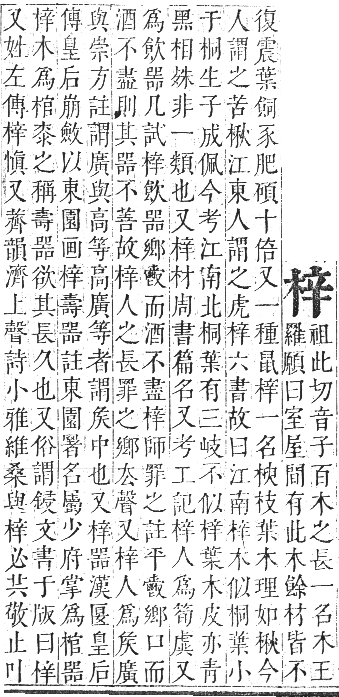 梓
祖此切音子百木之長一名木王
羅願曰室屋間有此木餘材皆不
復震葉飼豕肥碩十倍又一種鼠梓一名楰枝葉木理如楸今
人謂之苦楸江東人謂之虎梓六書故曰江南梓木似桐葉小
于桐生子成佩今考江南北桐葉有三岐不似梓葉木皮亦青
黑相殊非一類也又梓材周書篇名又考工記梓人爲筍虡又
爲飲器凡試梓飲器鄉而酒不盡梓師罪之註平鄉口而
酒不盡則其器不善故梓人之長罪之鄉厺聲又梓人爲矦廣
與崇方註謂廣與高等高廣等者謂矦中也又梓器漢匽皇后
傳皇后崩斂以東園画梓壽器註東園署名屬少府掌爲棺器
梓木爲棺桼之稱壽器欲其長久也又俗謂鋟文書于版曰梓
又姓左傳梓愼又薺韻濟上聲詩小雅維桑與梓必共敬止叶